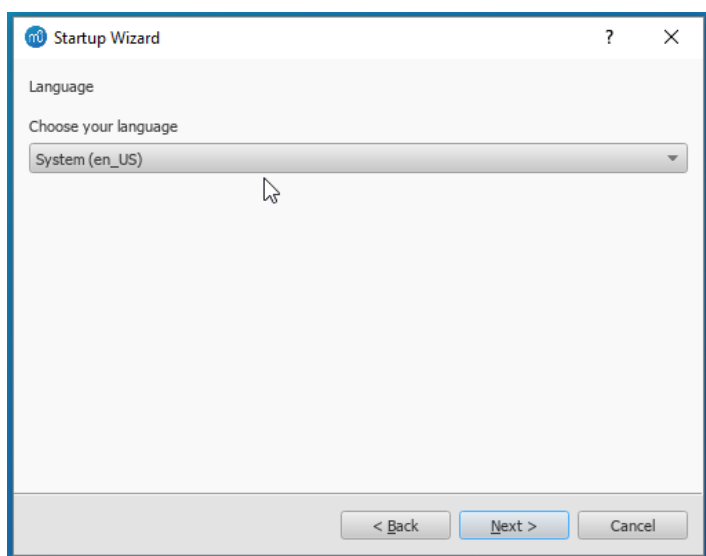 Startup Wizard ?
Language
Choose your language
System (en_US)
< Back Next > Cancel